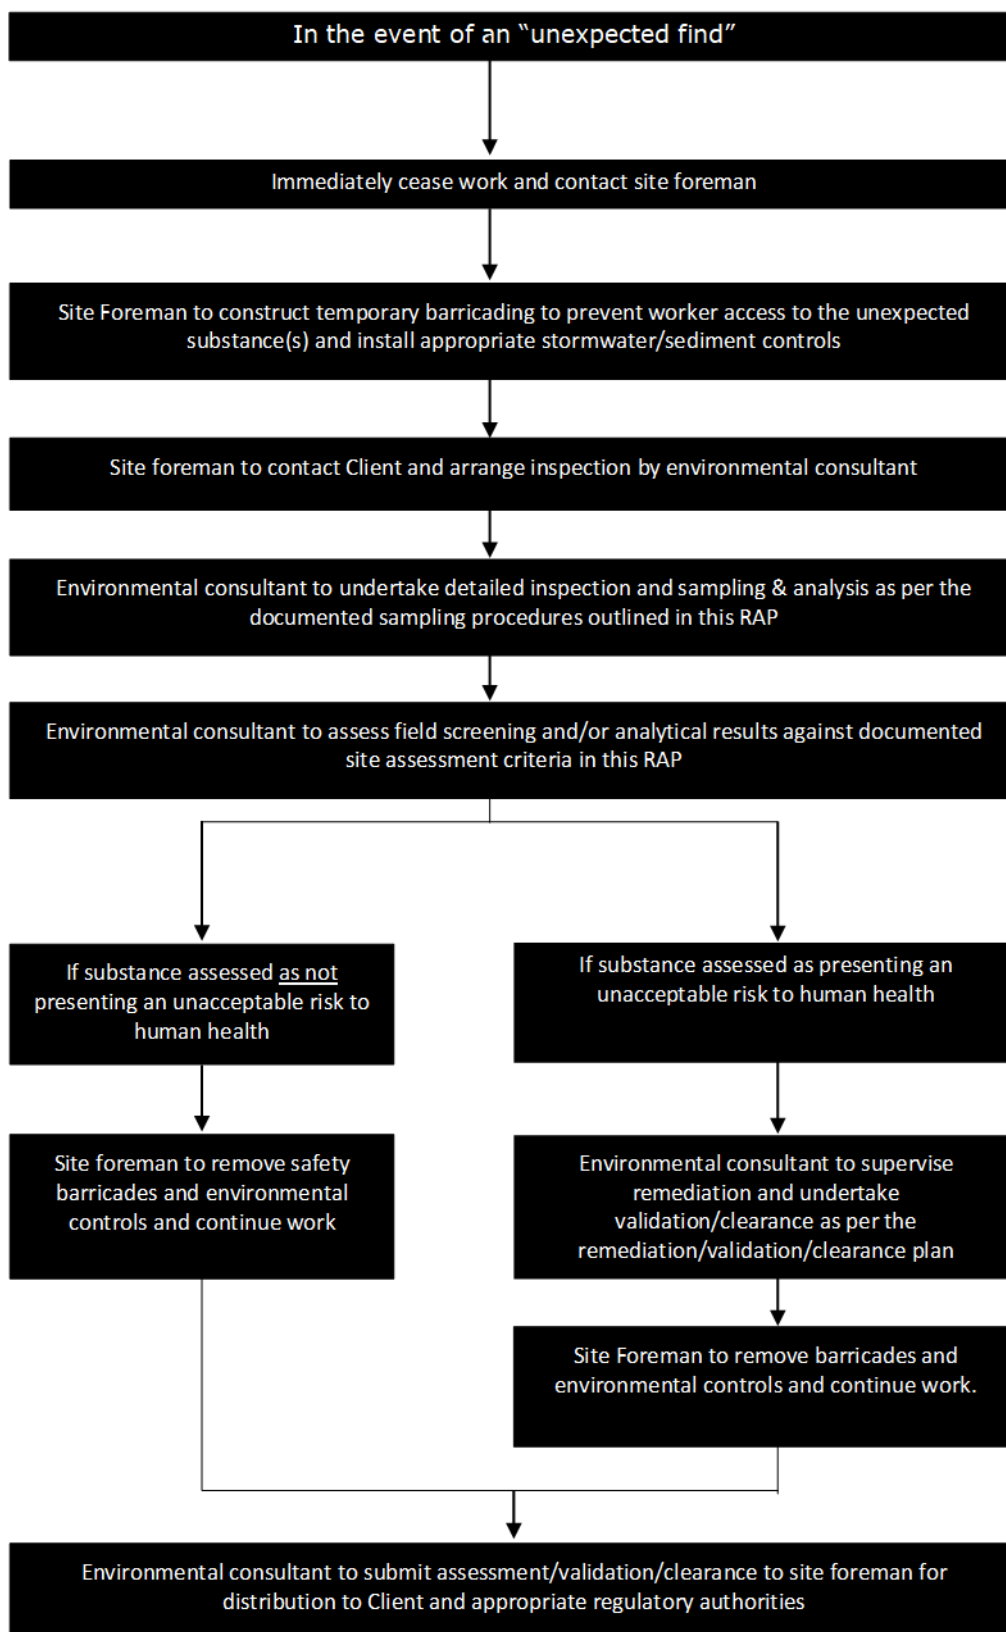 In the event of an “unexpected find”
Immediately cease work and contact site foreman
Site Foreman to construct temporary barricading to prevent worker access to the unexpected
substance(s) and install appropriate stormwater/sediment controls
Site foreman to contact Client and arrange inspection by environmental consultant
Environmental consultant to undertake detailed inspection and sampling & analysis as per the
documented sampling procedures outlined in this RAP
Environmental consultant to assess field screening and/or analytical results against documented
site assessment criteria in this RAP
If substance assessed as not
presenting an unacceptable risk to
human health
If substance assessed as presenting an
unacceptable risk to human health
Site foreman to remove safety
barricades and environmental
controls and continue work
Environmental consultant to supervise
remediation and undertake
validation/clearance as per the
remediation/validation/clearance plan
Site Foreman to remove barricades and
environmental controls and continue work.
Environmental consultant to submit assessment/validation/clearance to site foreman for
distribution to Client and appropriate regulatory authorities